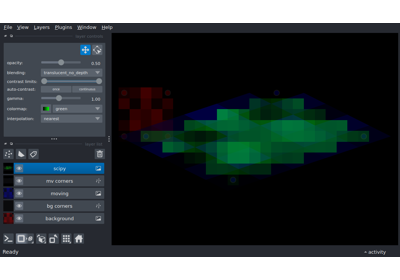 File View Layers Plugins Window Help
opacity: 0.50
blending: translucent_no_depth
contrast limits:
auto-contrast: once continuous
gamma: 1.00
colormap: green
interpolation: nearest
scipy
mv corners
moving
bg corners
background
Ready
activity